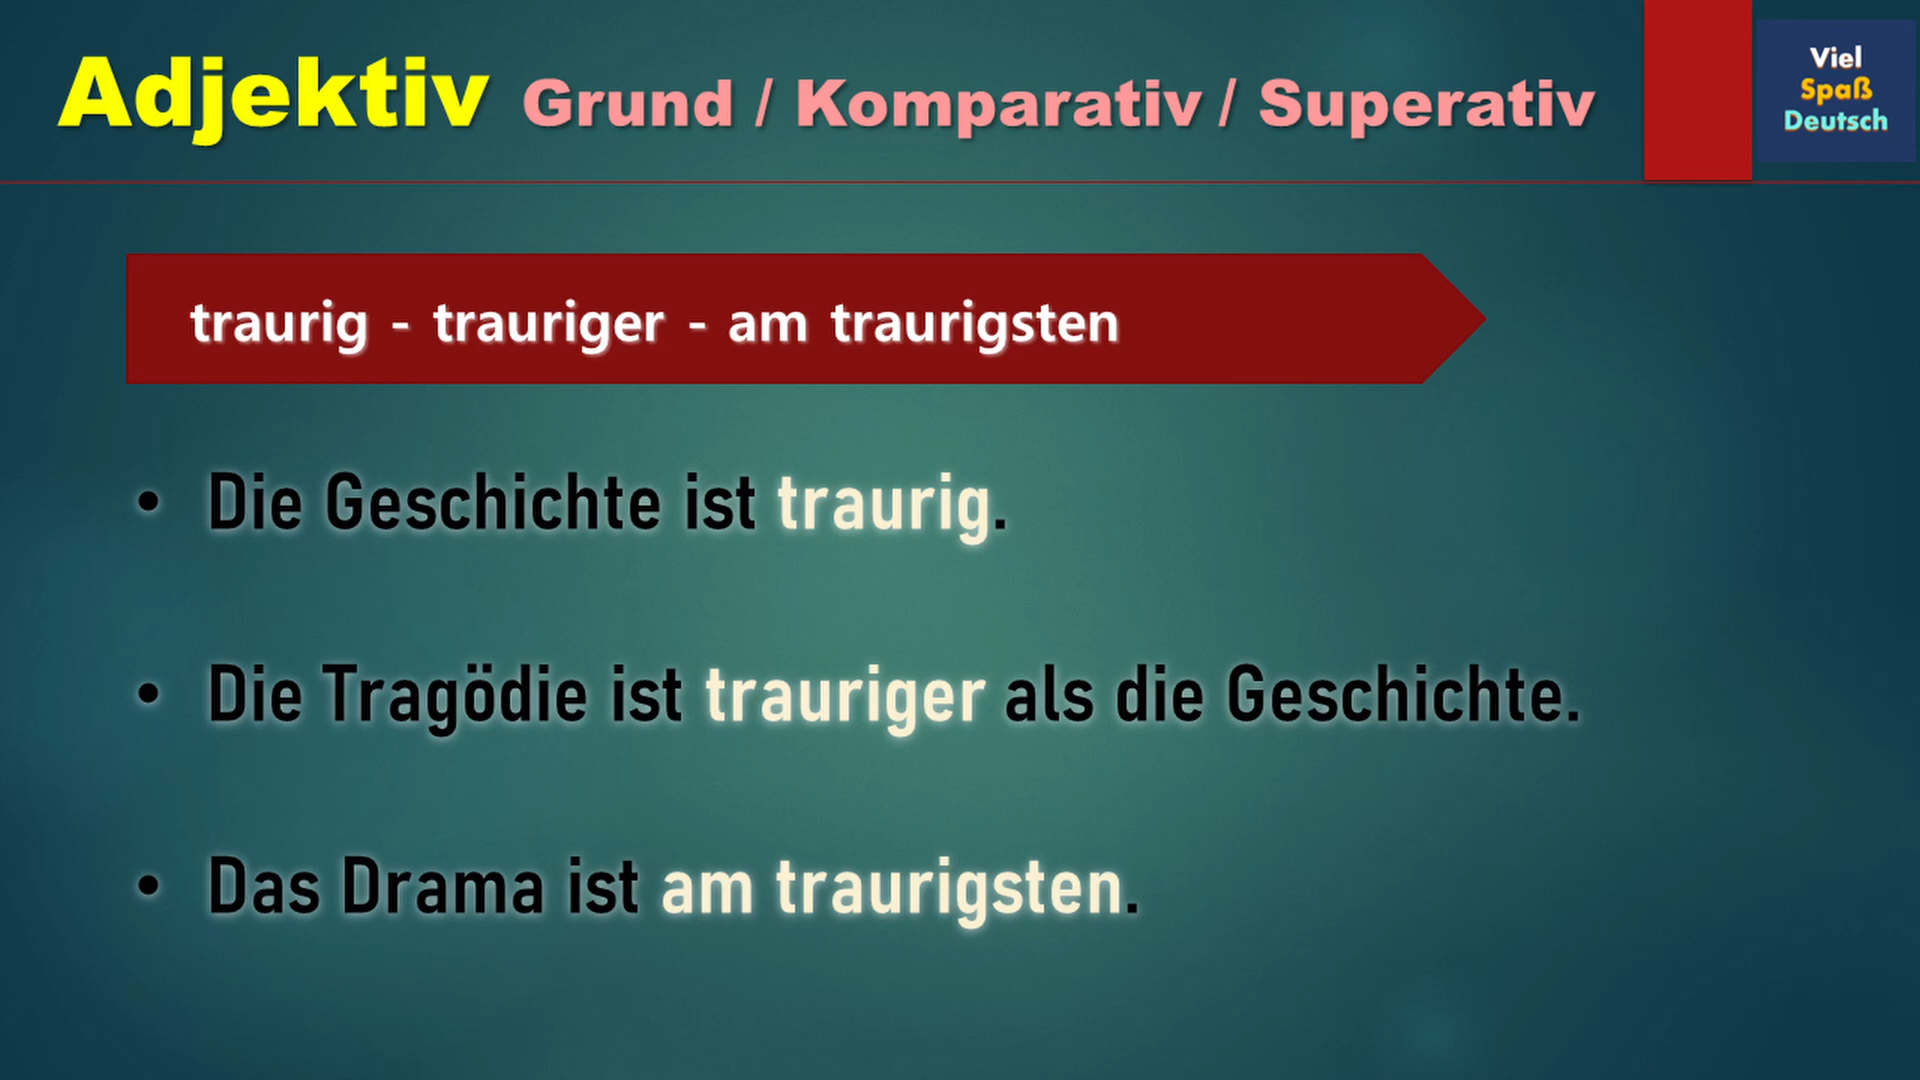 Adjektiv Grund / Komparativ / Superativ
Viel
Spaß
Deutsch
traurig - trauriger - am traurigsten
• Die Geschichte ist traurig.
• Die Tragödie ist trauriger als die Geschichte.
• Das Drama ist am traurigsten.